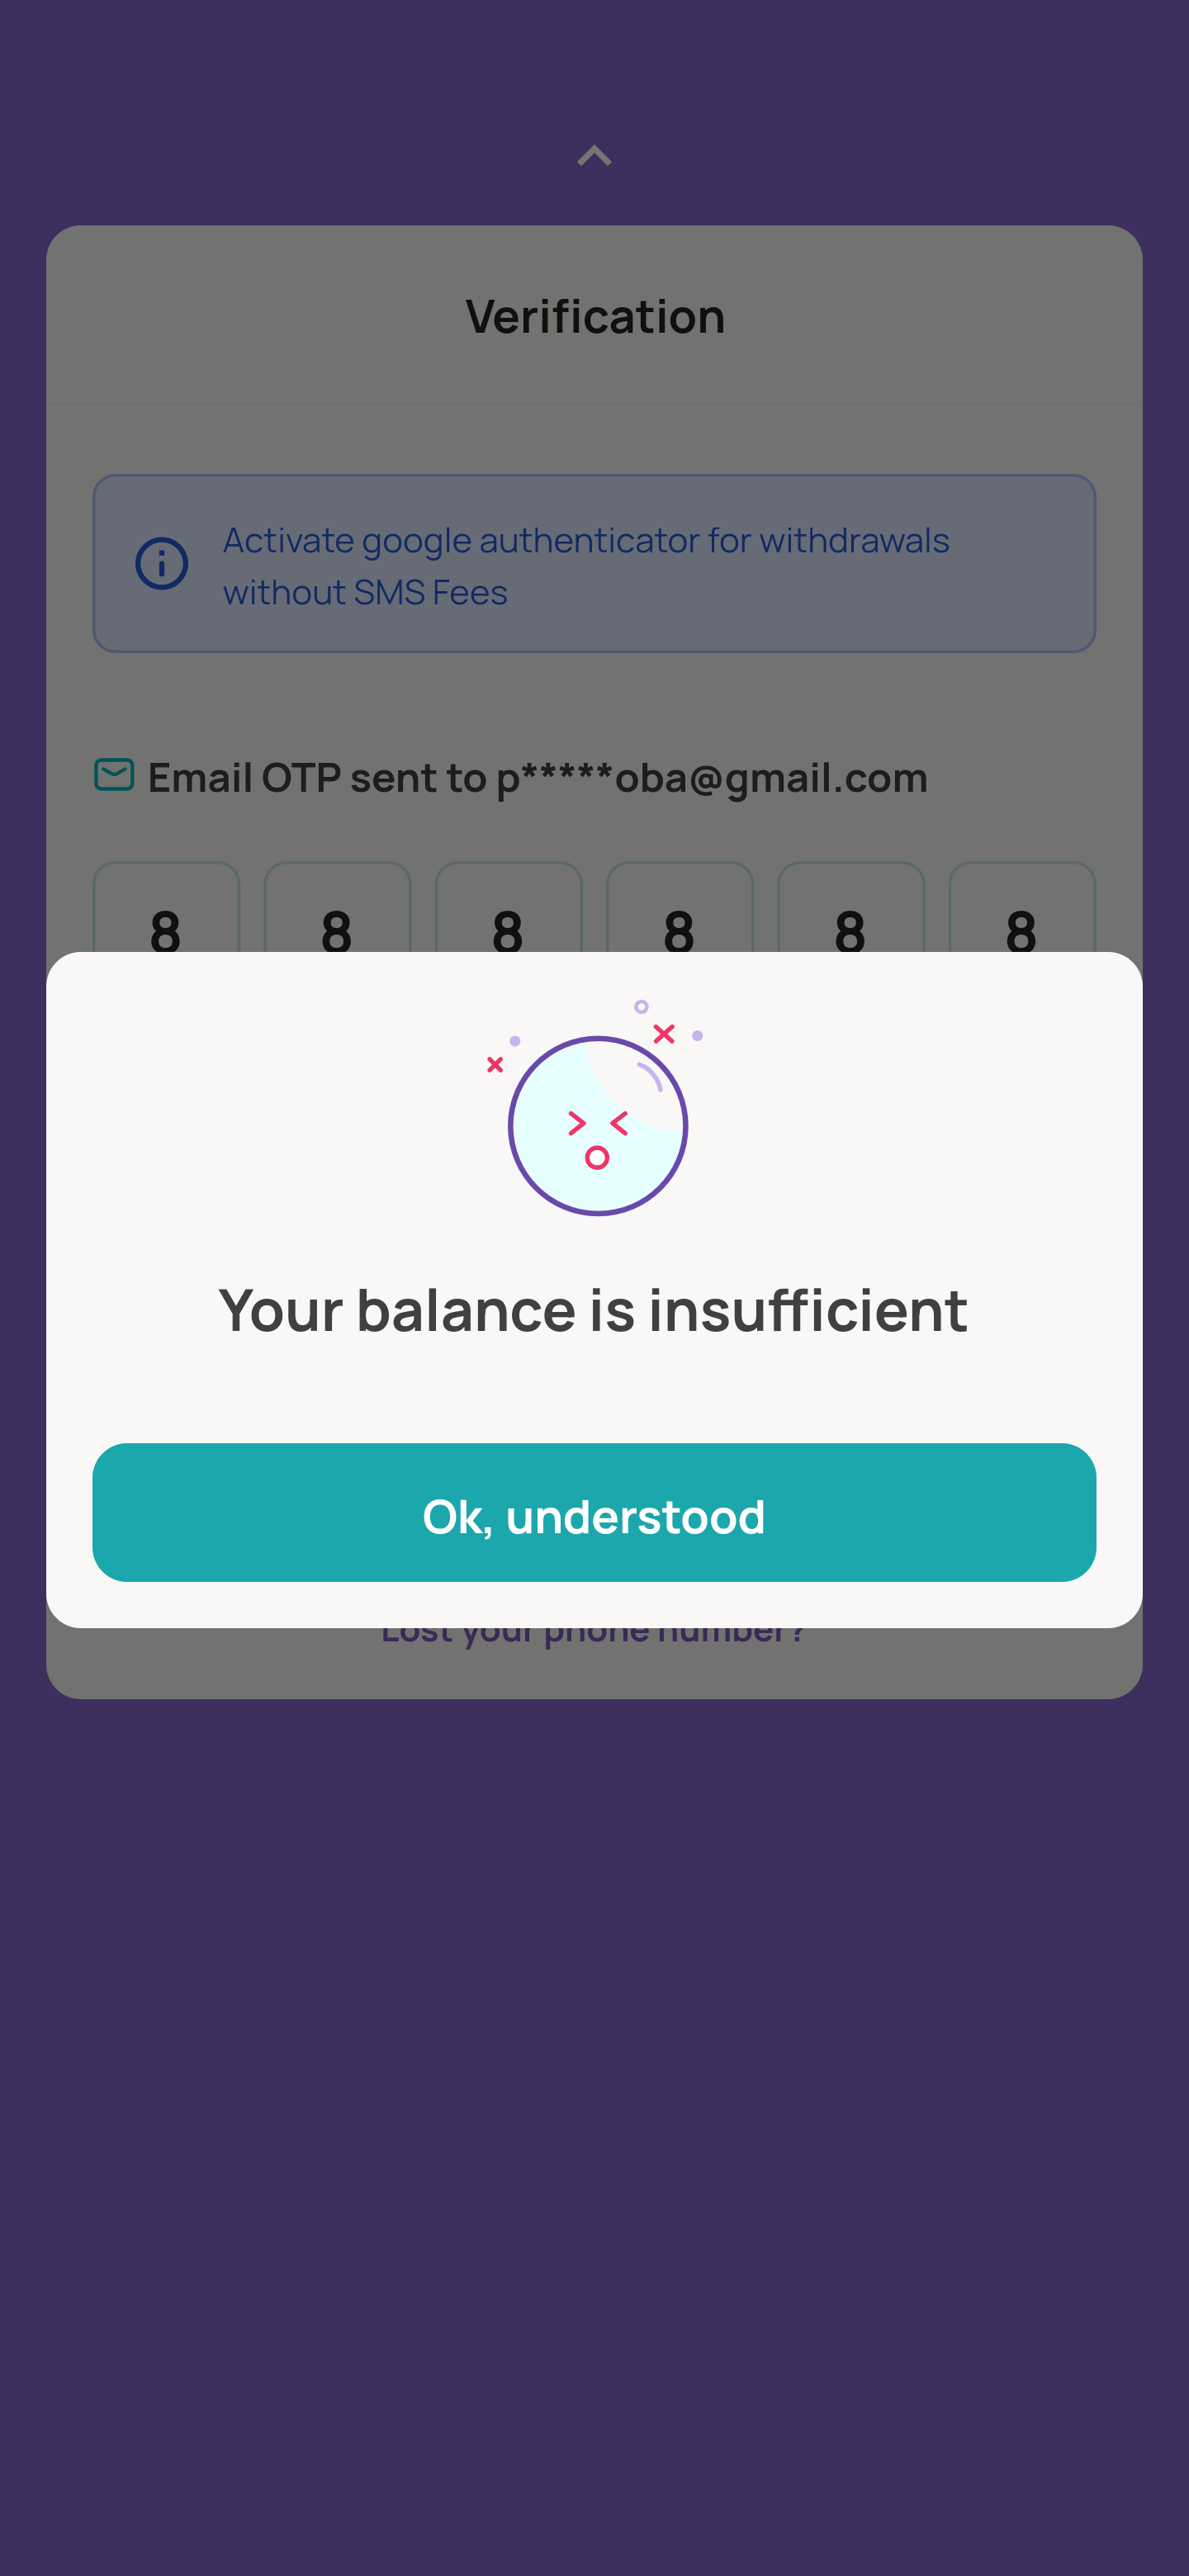 Verification
Activate google authenticator for withdrawals
without SMS Fees
Email OTP sent to p*****oba@gmail.com
8 8 8 8 8 8
Your balance is insufficient
Ok, understood
Lost your phone number?